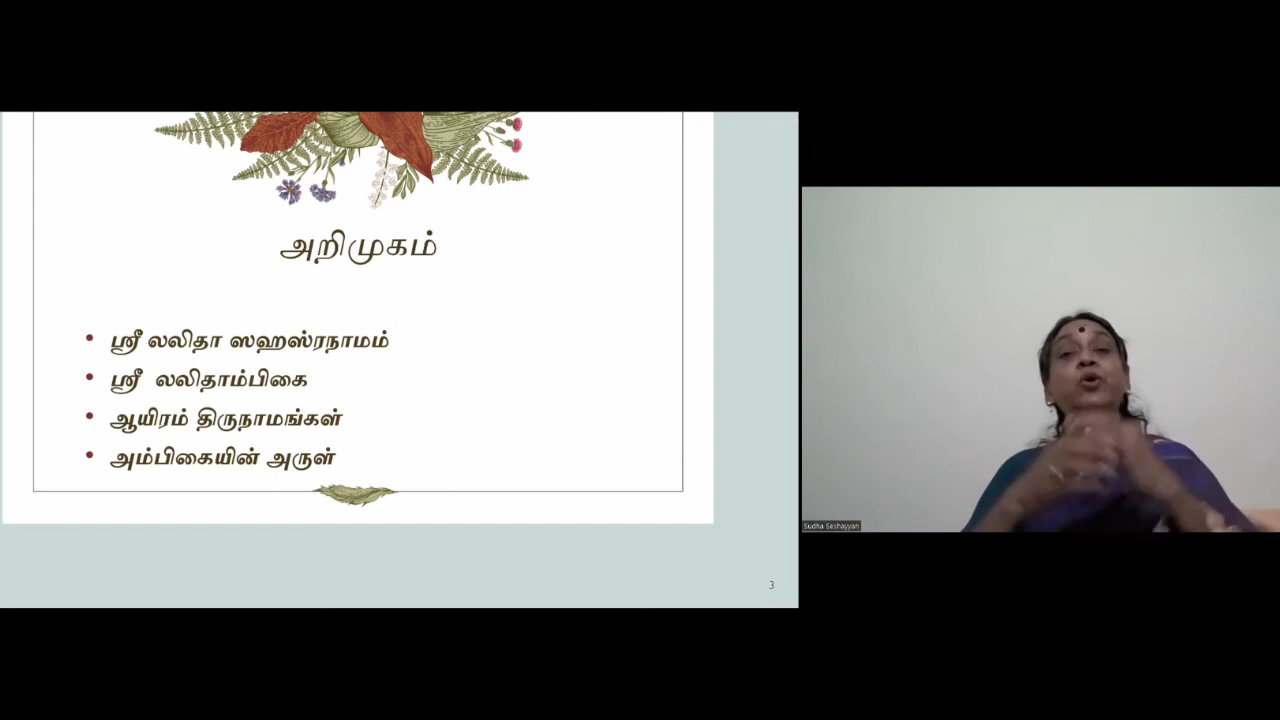 அறிமுகம்
• ஸ்ரீ லலிதா ஸஹஸ்ரநாமம்
• ஸ்ரீ லலிதாம்பிகை
• ஆயிரம் திருநாமங்கள்
• அம்பிகையின் அருள்
Sudha Seshayyan
3